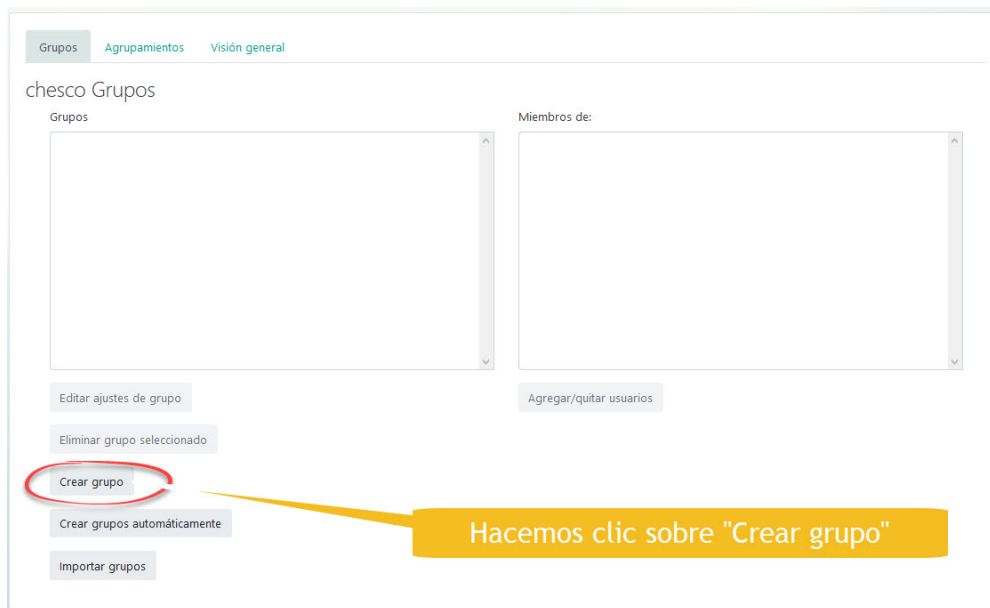 Grupos Agrupamientos Visión general
chesco Grupos
Grupos Miembros de:
Editar ajustes de grupo Agregar/quitar usuarios
Eliminar grupo seleccionado
Crear grupo
Crear grupos automáticamente
Hacemos clic sobre "Crear grupo"
Importar grupos